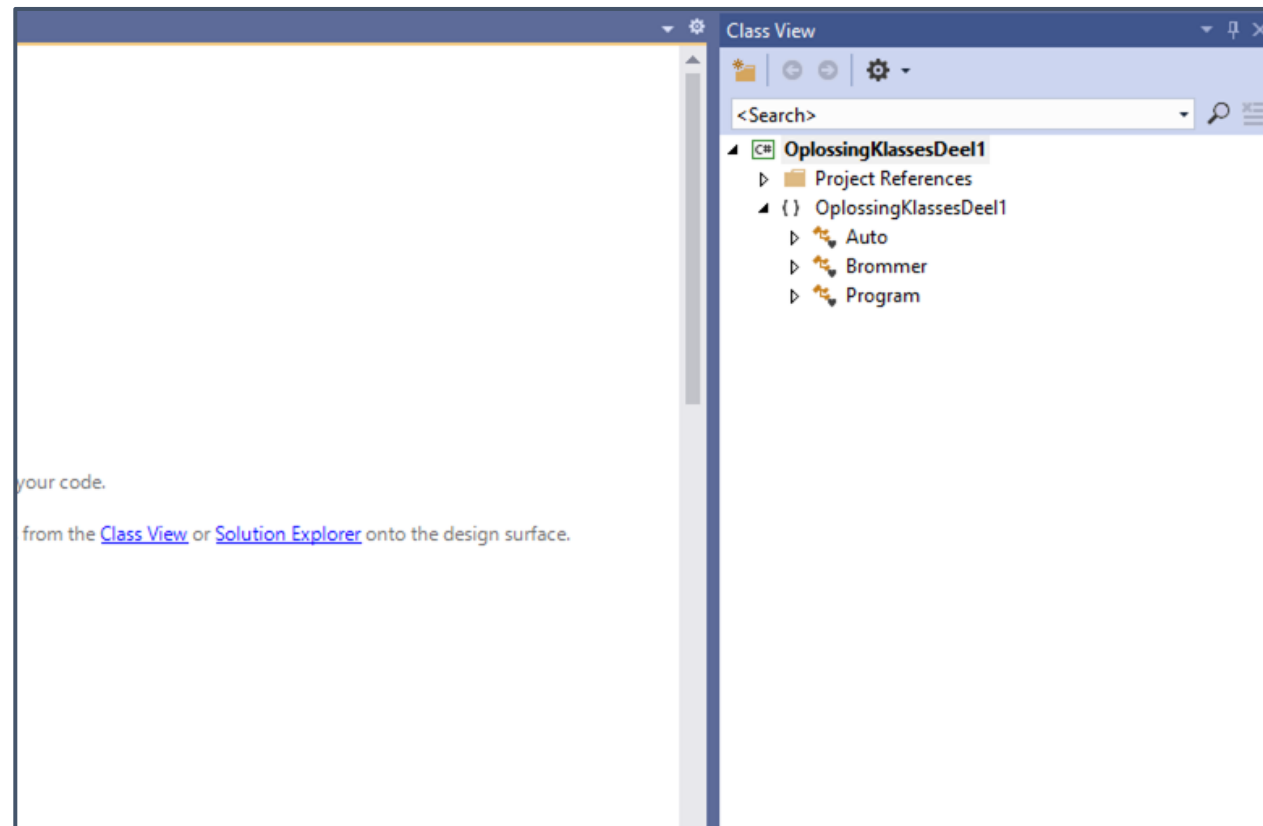 Class View
<Search>
C# OplossingKlassesDeel1
Project References
{ } OplossingKlassesDeel1
Auto
Brommer
Program
your code.
from the Class View or Solution Explorer onto the design surface.